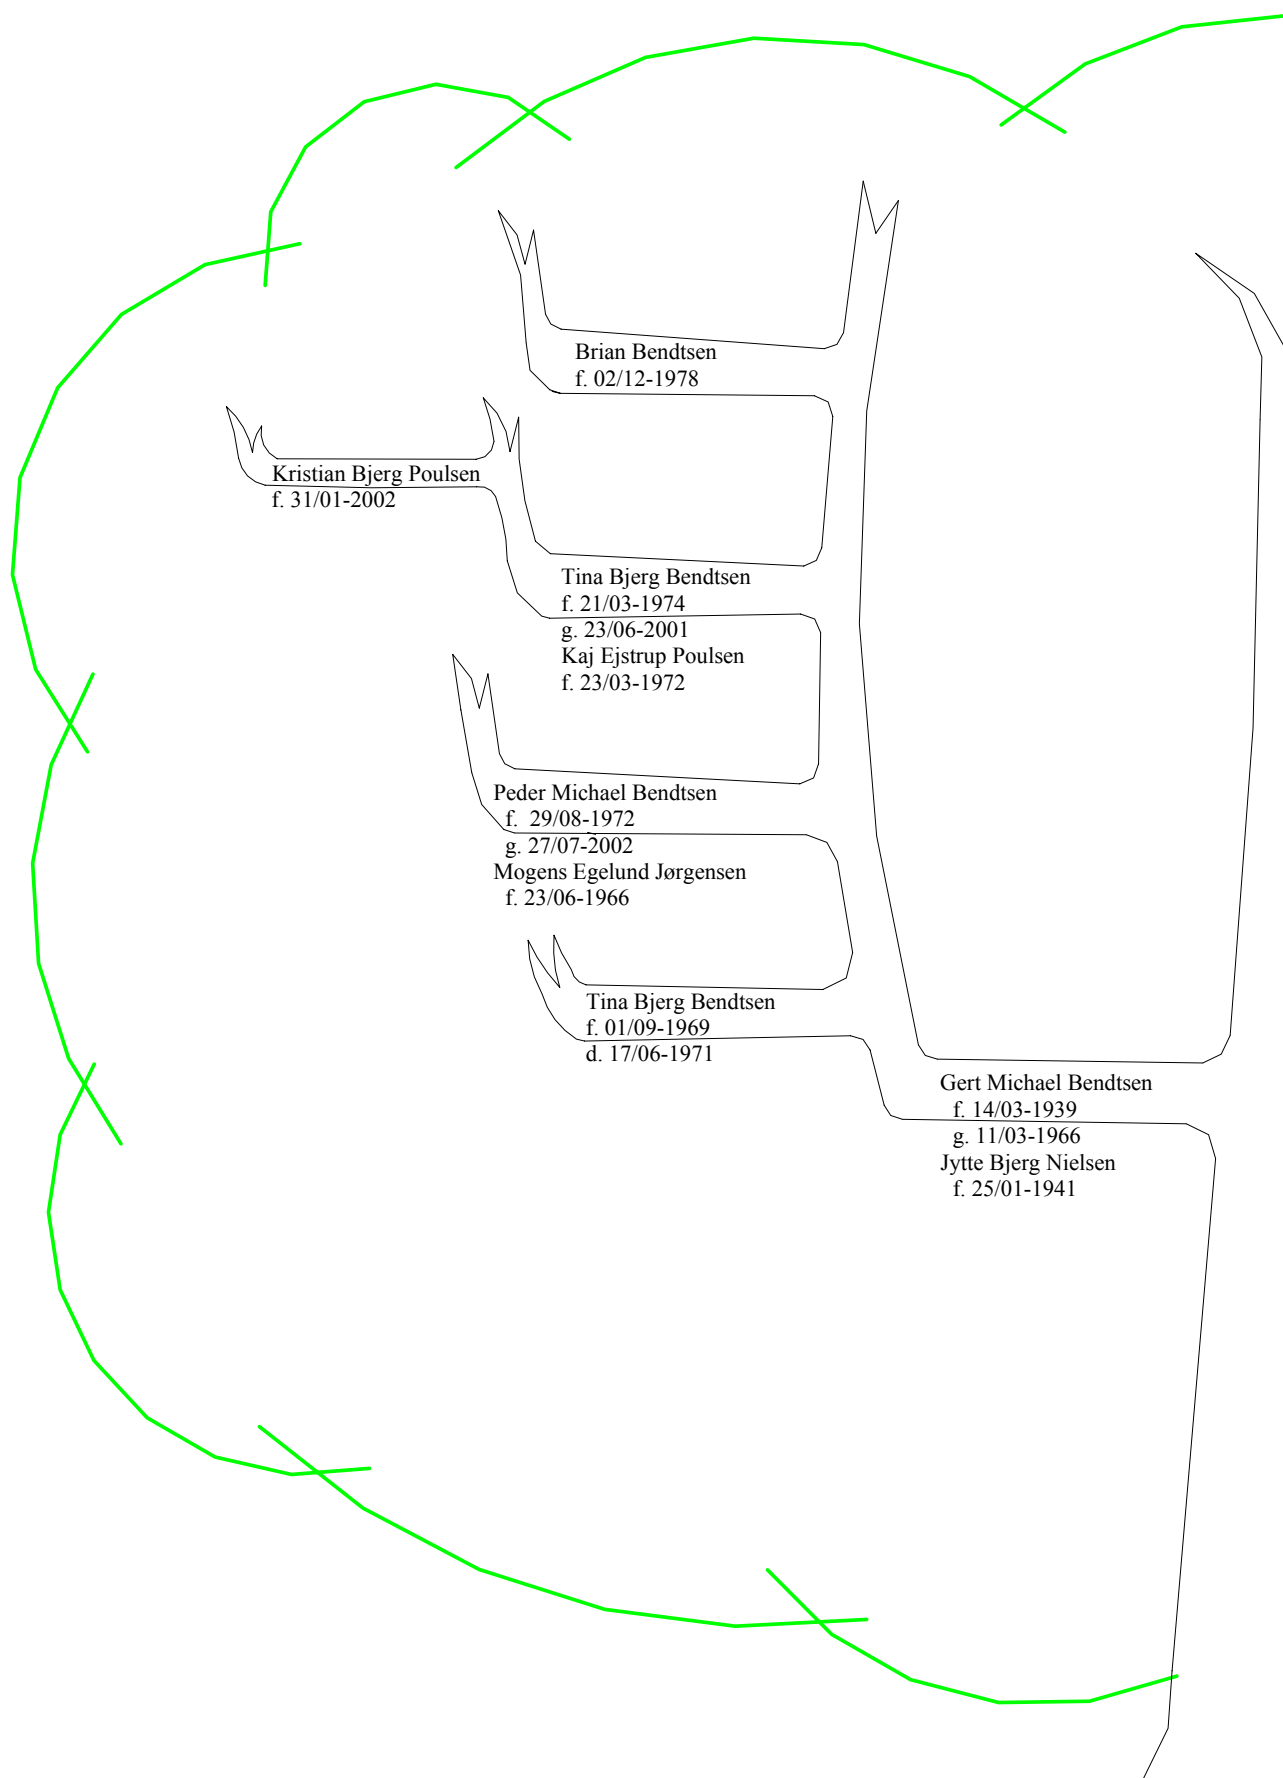 Brian Bendtsen
f. 02/12-1978
Kristian Bjerg Poulsen
f. 31/01-2002
Tina Bjerg Bendtsen
f. 21/03-1974
g. 23/06-2001
Kaj Ejstrup Poulsen
f. 23/03-1972
Peder Michael Bendtsen
f.  29/08-1972
g. 27/07-2002
Mogens Egelund Jørgensen
f. 23/06-1966
Tina Bjerg Bendtsen
f. 01/09-1969
d. 17/06-1971
Gert Michael Bendtsen
f. 14/03-1939
g. 11/03-1966
Jytte Bjerg Nielsen
f. 25/01-1941